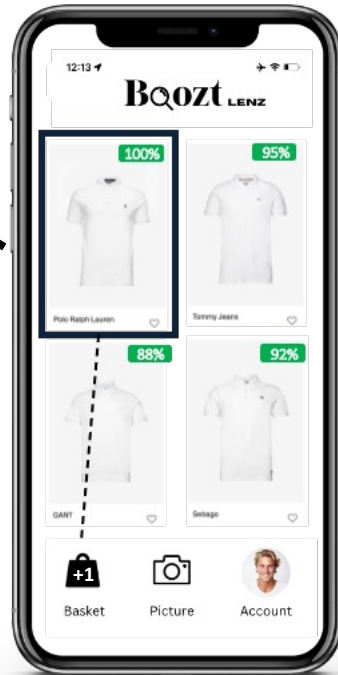 12:13
Boozt LENZ
100%
95%
Polo Ralph Lauren
Tommy Jeans
88%
92%
GANT
Sebago
+1
Basket
Picture
Account